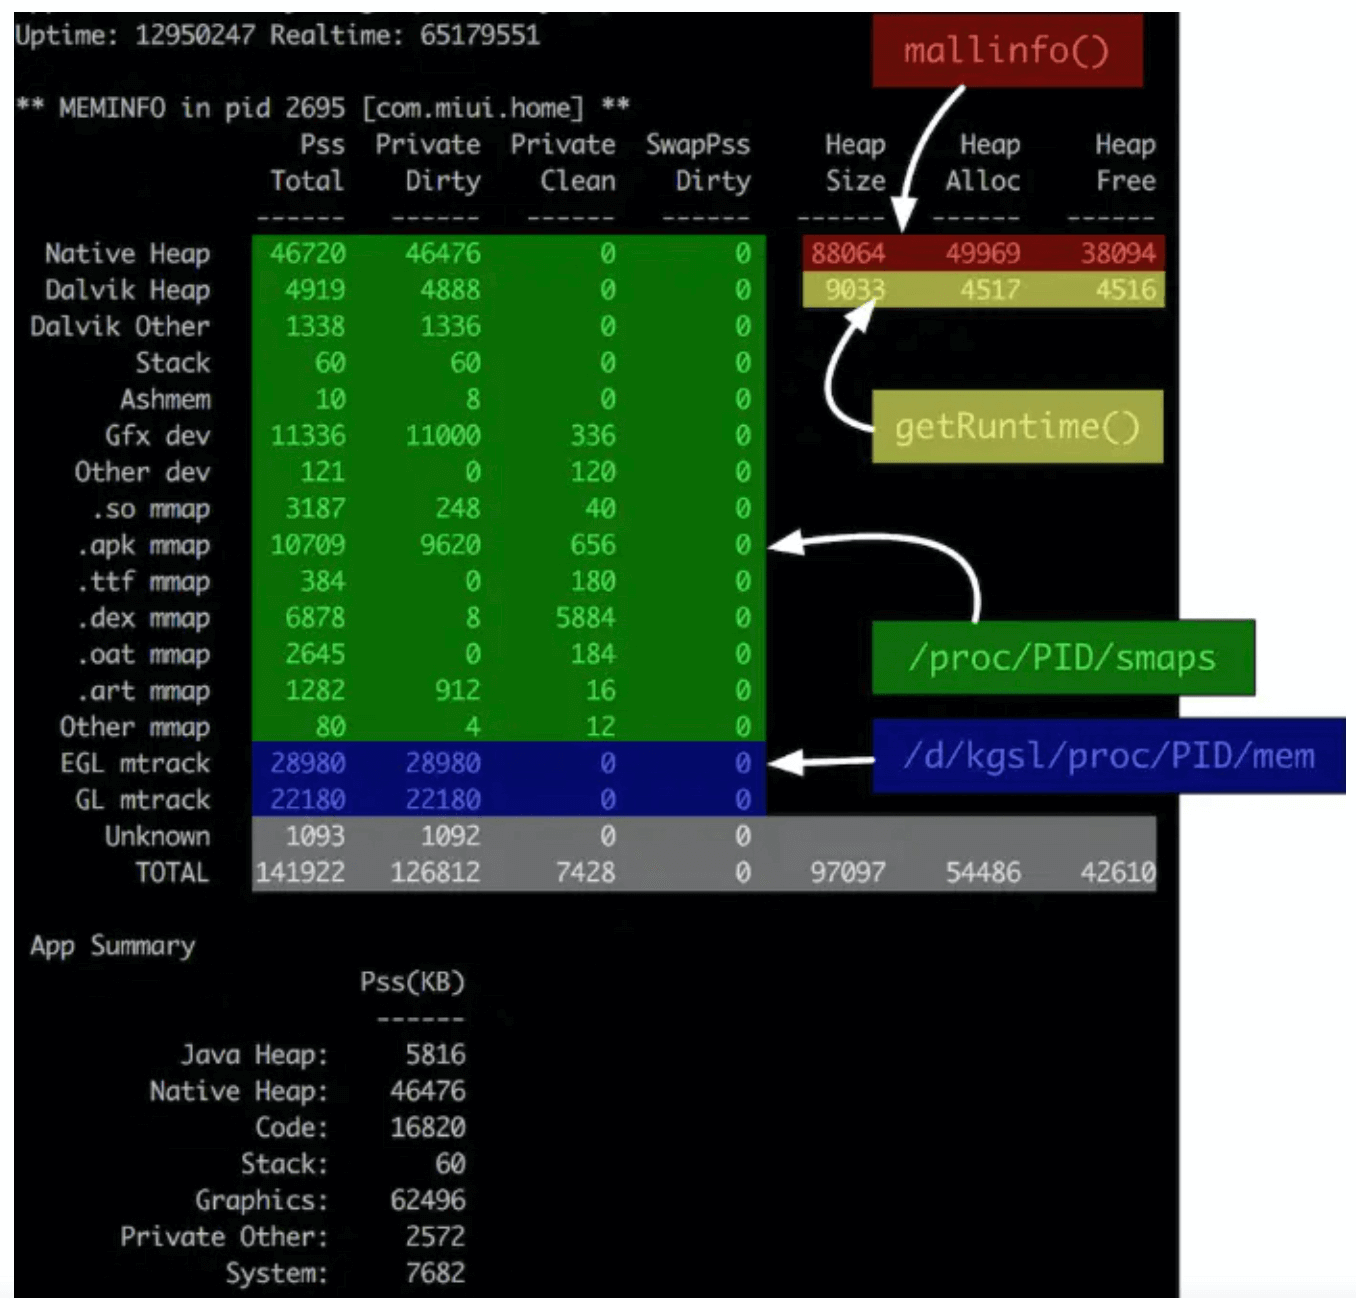 Uptime: 12950247 Realtime: 65179551
mallinfo()
** MEMINFO in pid 2695 [com.miui.home] **
Pss Private Private SwapPss Heap Heap Heap
Total Dirty Clean Dirty Size Alloc Free
------ ------ ------ ------ ------ ------ ------
Native Heap 46720 46476 0 0 88064 49969 38094
Dalvik Heap 4919 4888 0 0 9033 4517 4516
Dalvik Other 1338 1336 0 0
Stack 60 60 0 0
Ashmem 10 8 0 0
Gfx dev 11336 11000 336 0
getRuntime()
Other dev 121 0 120 0
.so mmap 3187 248 40 0
.apk mmap 10709 9620 656 0
.ttf mmap 384 0 180 0
.dex mmap 6878 8 5884 0
.oat mmap 2645 0 184 0
/proc/PID/smaps
.art mmap 1282 912 16 0
Other mmap 80 4 12 0
EGL mtrack 28980 28980 0 0
/d/kgsl/proc/PID/mem
GL mtrack 22180 22180 0 0
Unknown 1093 1092 0 0
TOTAL 141922 126812 7428 0 97097 54486 42610
App Summary
Pss(KB)
------
Java Heap: 5816
Native Heap: 46476
Code: 16820
Stack: 60
Graphics: 62496
Private Other: 2572
System: 7682